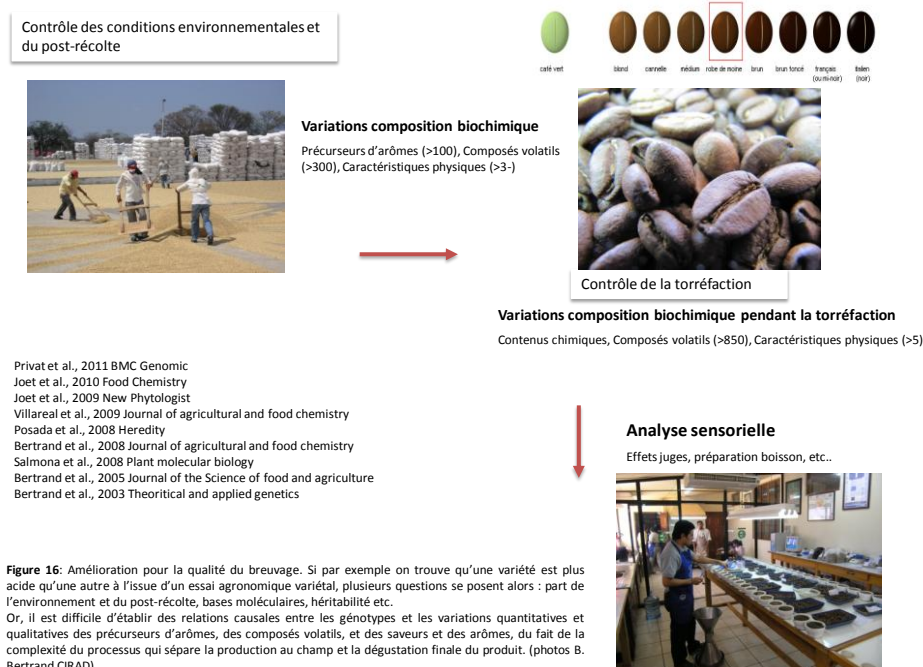 Contrôle des conditions environnementales et
du post-récolte
café vert
blond
cannelle
médium
robe de moine
brun
brun foncé
français
(ou mi-noir)
italien
(noir)
Variations composition biochimique
Précurseurs d'arômes (>100), Composés volatils
(>300), Caractéristiques physiques (>3-)
Contrôle de la torréfaction
Variations composition biochimique pendant la torréfaction
Contenus chimiques, Composés volatils (>850), Caractéristiques physiques (>5)
Privat et al., 2011 BMC Genomic
Joet et al., 2010 Food Chemistry
Joet et al., 2009 New Phytologist
Villareal et al., 2009 Journal of agricultural and food chemistry
Posada et al., 2008 Heredity
Bertrand et al., 2008 Journal of agricultural and food chemistry
Salmona et al., 2008 Plant molecular biology
Bertrand et al., 2005 Journal of the Science of food and agriculture
Bertrand et al., 2003 Theoritical and applied genetics
Analyse sensorielle
Effets juges, préparation boisson, etc..
Figure 16: Amélioration pour la qualité du breuvage. Si par exemple on trouve qu'une variété est plus
acide qu'une autre à l'issue d'un essai agronomique variétal, plusieurs questions se posent alors : part de
l'environnement et du post-récolte, bases moléculaires, héritabilité etc.
Or, il est difficile d'établir des relations causales entre les génotypes et les variations quantitatives et
qualitatives des précurseurs d'arômes, des composés volatils, et des saveurs et des arômes, du fait de la
complexité du processus qui sépare la production au champ et la dégustation finale du produit. (photos B.
Bertrand CIRAD)